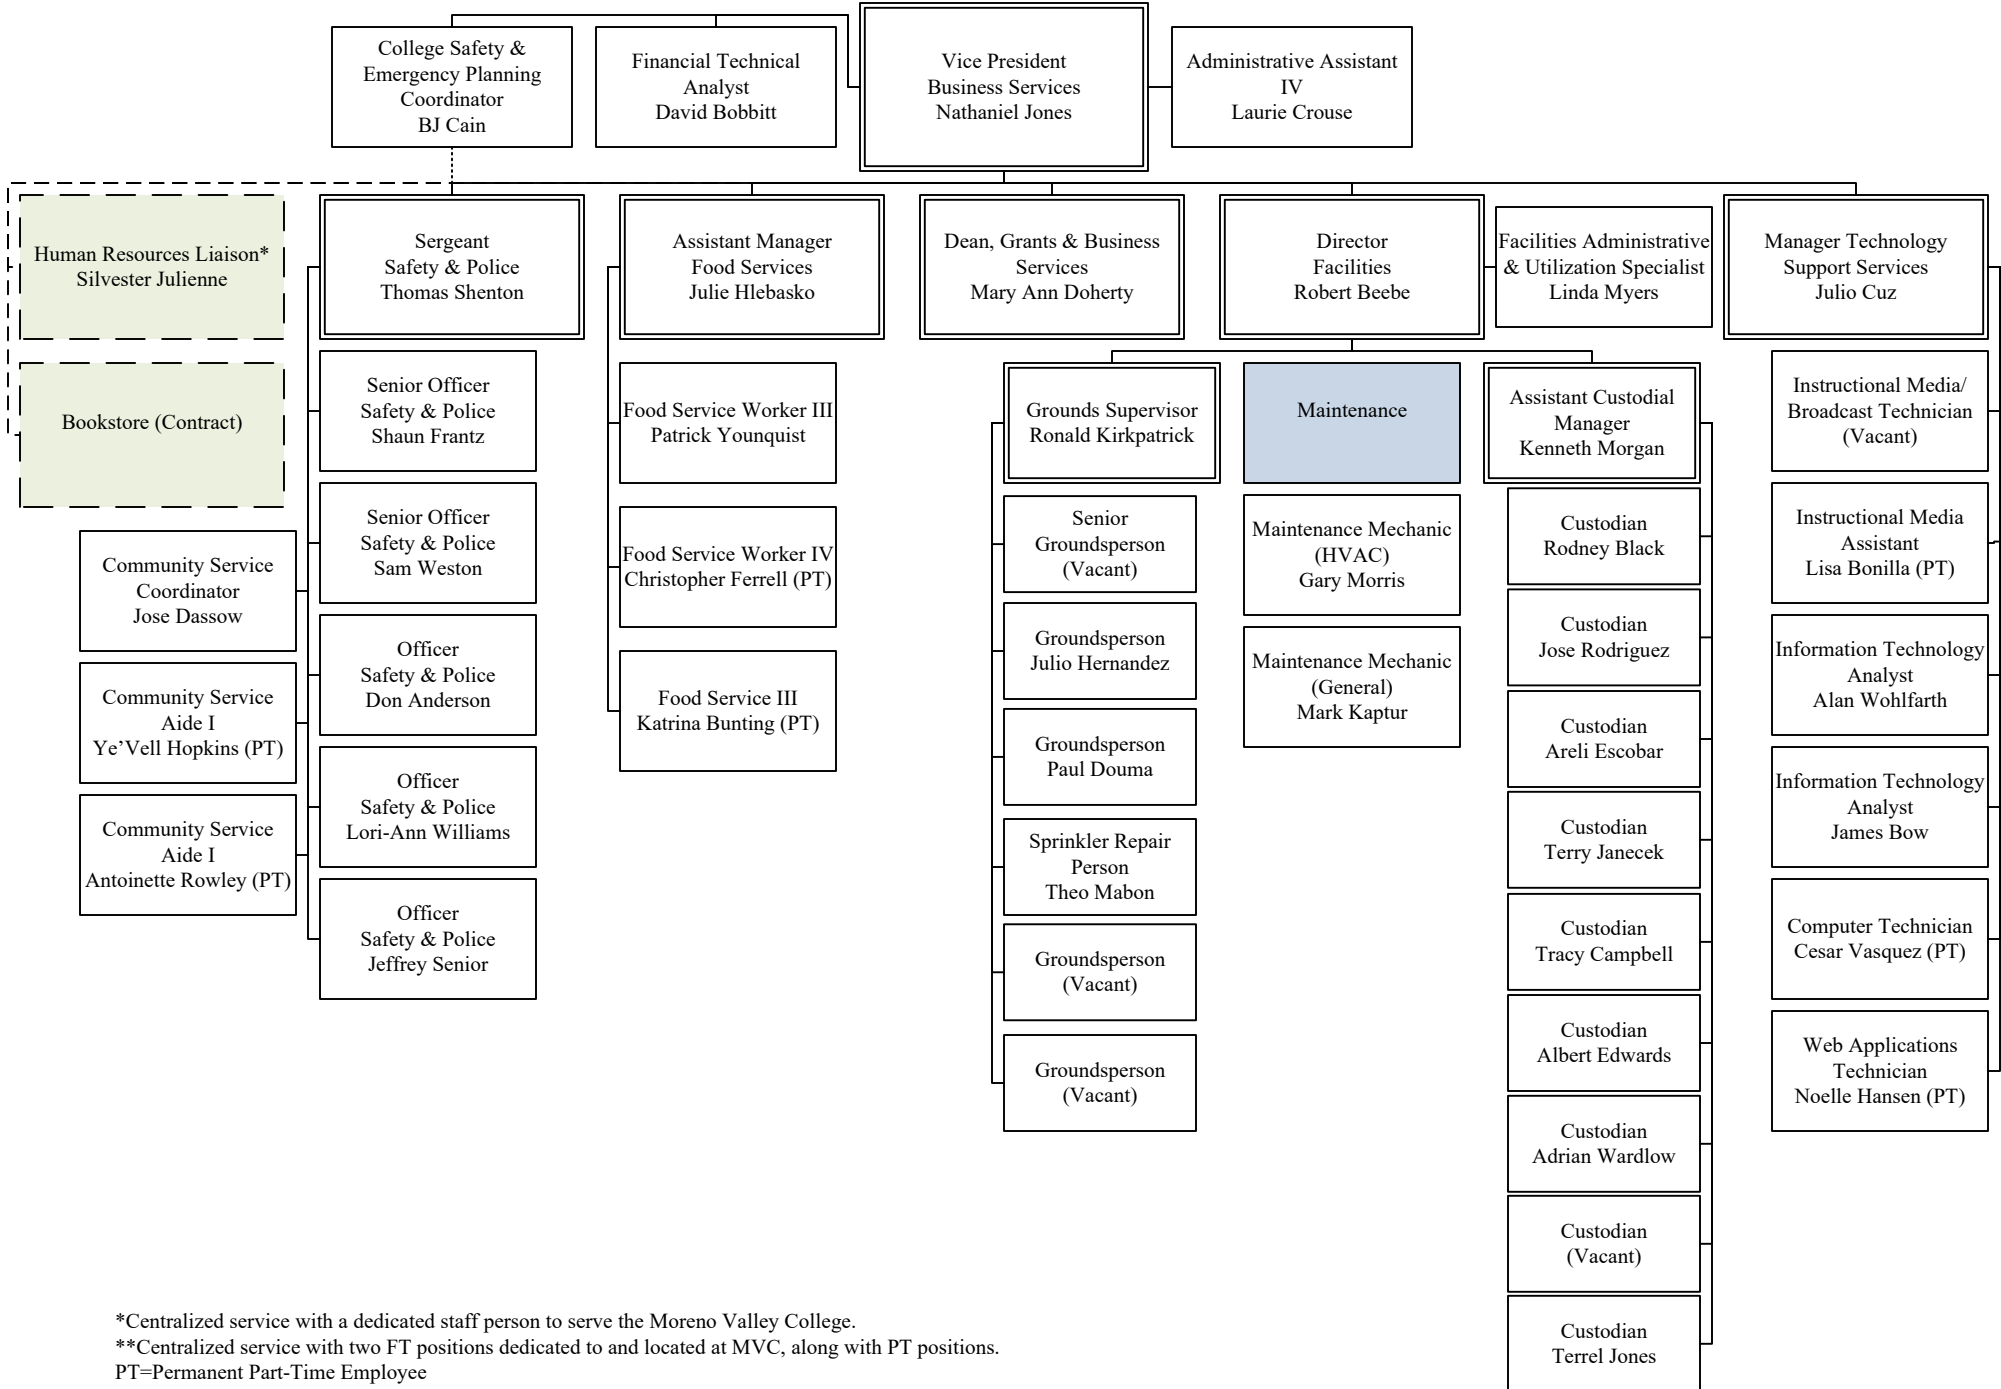 College Safety &
Emergency Planning
Coordinator
BJ Cain
Financial Technical
Analyst
David Bobbitt
Vice President
Business Services
Nathaniel Jones
Administrative Assistant
IV
Laurie Crouse
Human Resources Liaison*
Silvester Julienne
Bookstore (Contract)
Sergeant
Safety & Police
Thomas Shenton
Senior Officer
Safety & Police
Shaun Frantz
Senior Officer
Safety & Police
Sam Weston
Officer
Safety & Police
Don Anderson
Officer
Safety & Police
Lori-Ann Williams
Officer
Safety & Police
Jeffrey Senior
Community Service
Coordinator
Jose Dassow
Community Service
Aide I
Ye’Vell Hopkins (PT)
Community Service
Aide I
Antoinette Rowley (PT)
Assistant Manager
Food Services
Julie Hlebasko
Food Service Worker III
Patrick Younquist
Food Service Worker IV
Christopher Ferrell (PT)
Food Service III
Katrina Bunting (PT)
Dean, Grants & Business
Services
Mary Ann Doherty
Director
Facilities
Robert Beebe
Facilities Administrative
& Utilization Specialist
Linda Myers
Grounds Supervisor
Ronald Kirkpatrick
Senior
Groundsperson
(Vacant)
Groundsperson
Julio Hernandez
Groundsperson
Paul Douma
Sprinkler Repair
Person
Theo Mabon
Groundsperson
(Vacant)
Groundsperson
(Vacant)
Maintenance
Maintenance Mechanic
(HVAC)
Gary Morris
Maintenance Mechanic
(General)
Mark Kaptur
Assistant Custodial
Manager
Kenneth Morgan
Custodian
Rodney Black
Custodian
Jose Rodriguez
Custodian
Areli Escobar
Custodian
Terry Janecek
Custodian
Tracy Campbell
Custodian
Albert Edwards
Custodian
Adrian Wardlow
Custodian
(Vacant)
Custodian
Terrel Jones
Manager Technology
Support Services
Julio Cuz
Instructional Media/
Broadcast Technician
(Vacant)
Instructional Media
Assistant
Lisa Bonilla (PT)
Information Technology
Analyst
Alan Wohlfarth
Information Technology
Analyst
James Bow
Computer Technician
Cesar Vasquez (PT)
Web Applications
Technician
Noelle Hansen (PT)
*Centralized service with a dedicated staff person to serve the Moreno Valley College.
**Centralized service with two FT positions dedicated to and located at MVC, along with PT positions.
PT=Permanent Part-Time Employee